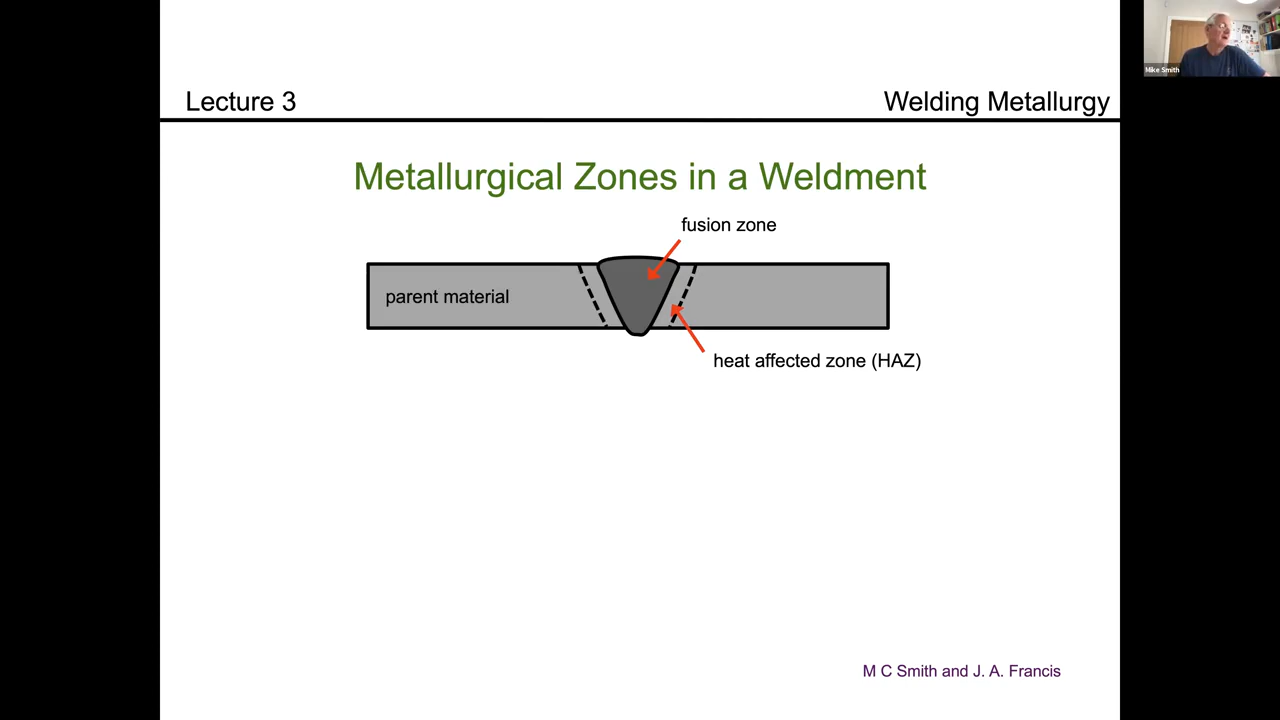 Mike Smith
Lecture 3
Welding Metallurgy
Metallurgical Zones in a Weldment
fusion zone
parent material
heat affected zone (HAZ)
M C Smith and J. A. Francis